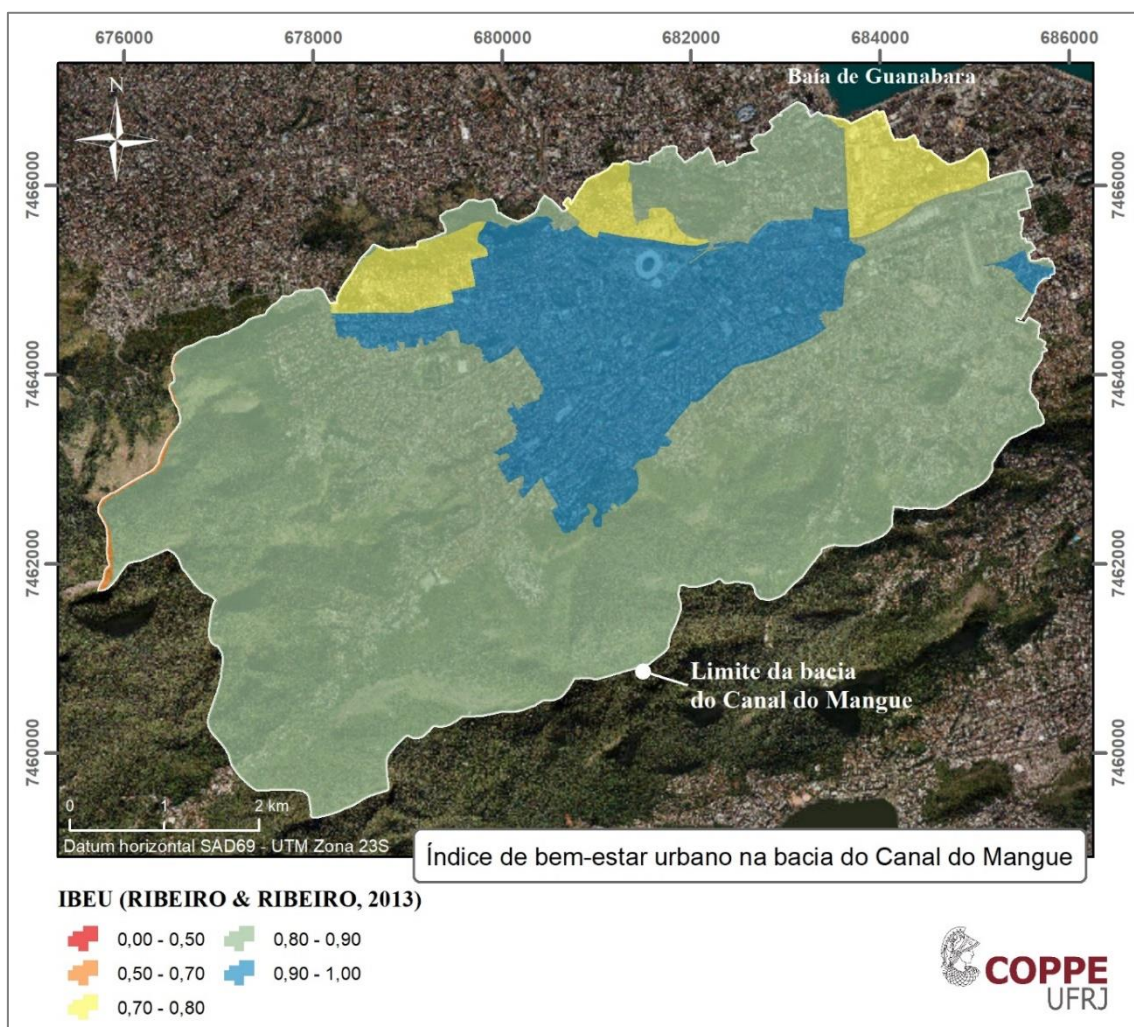 676000 678000 680000 682000 684000 686000
Baía de Guanabara
N
7466000 7466000
7464000 7464000
7462000 7462000
Limite da bacia
do Canal do Mangue
7460000 7460000
0 1 2 km
Datum horizontal SAD69 - UTM Zona 23S
Índice de bem-estar urbano na bacia do Canal do Mangue
IBEU (RIBEIRO & RIBEIRO, 2013)
0,00 - 0,50 0,80 - 0,90
0,50 - 0,70 0,90 - 1,00
0,70 - 0,80
COPPE
UFRJ